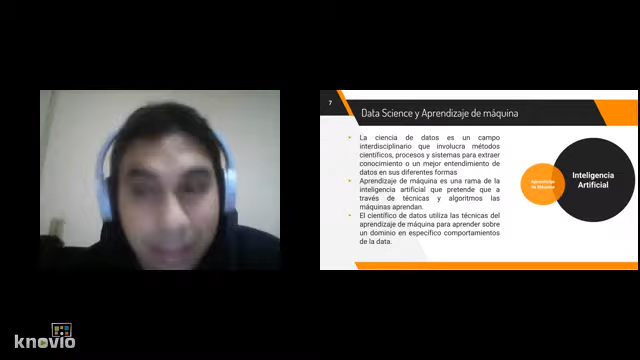 7
Data Science y Aprendizaje de máquina
La ciencia de datos es un campo
interdisciplinario que involucra métodos
científicos, procesos y sistemas para extraer
conocimiento o un mejor entendimiento de
datos en sus diferentes formas
Aprendizaje de máquina es una rama de la
inteligencia artificial que pretende que a
través de técnicas y algoritmos las
máquinas aprendan.
El científico de datos utiliza las técnicas del
aprendizaje de máquina para aprender sobre
un dominio en específico comportamientos
de la data.
Aprendizaje
de Máquina
Inteligencia
Artificial
knovio